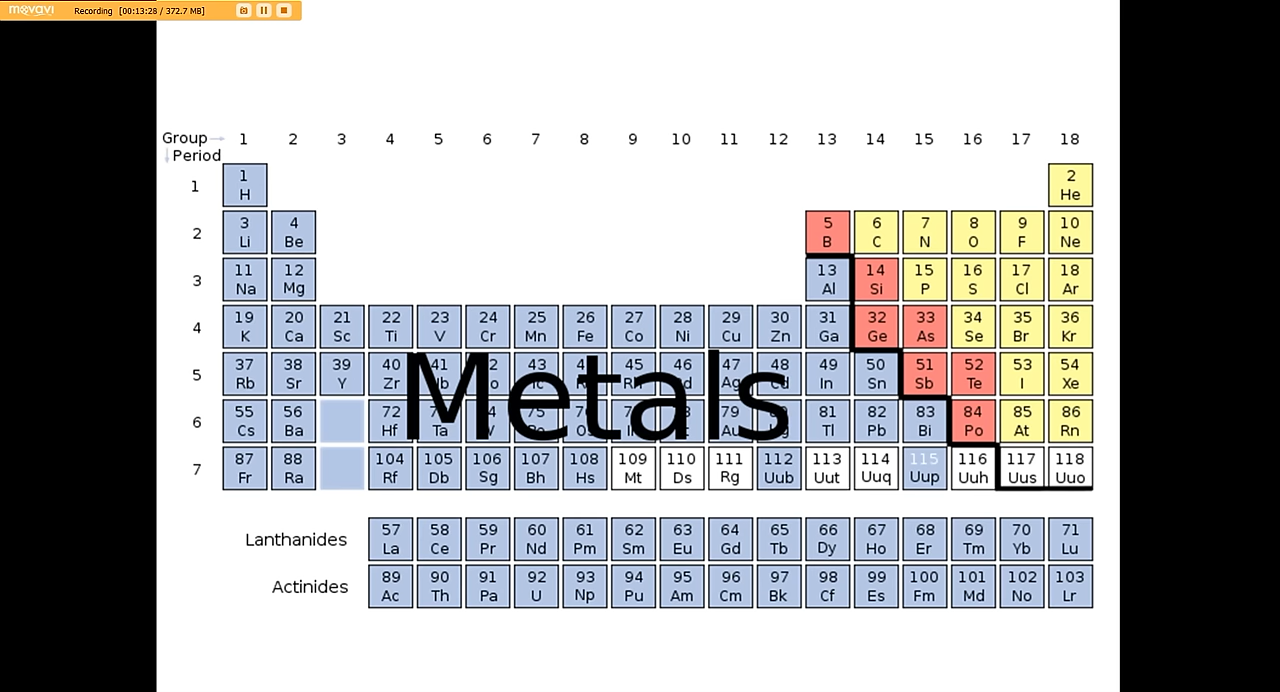 movavi Recording [00:13:28 / 372.7 MB]
Group 1 2 3 4 5 6 7 8 9 10 11 12 13 14 15 16 17 18
Period
1 1 2
H He
2 3 4 5 6 7 8 9 10
Li Be B C N O F Ne
3 11 12 13 14 15 16 17 18
Na Mg Al Si P S Cl Ar
4 19 20 21 22 23 24 25 26 27 28 29 30 31 32 33 34 35 36
K Ca Sc Ti V Cr Mn Fe Co Ni Cu Zn Ga Ge As Se Br Kr
5 37 38 39 40 43 45 46 47 48 49 50 51 52 53 54
Rb Sr Y Zr In Sn Sb Te I Xe
Metals
6 55 56 72 79 81 82 83 84 85 86
Cs Ba Hf Ta Au Tl Pb Bi Po At Rn
7 87 88 104 105 106 107 108 109 110 111 112 113 114 115 116 117 118
Fr Ra Rf Db Sg Bh Hs Mt Ds Rg Uub Uut Uuq Uup Uuh Uus Uuo
Lanthanides 57 58 59 60 61 62 63 64 65 66 67 68 69 70 71
La Ce Pr Nd Pm Sm Eu Gd Tb Dy Ho Er Tm Yb Lu
Actinides 89 90 91 92 93 94 95 96 97 98 99 100 101 102 103
Ac Th Pa U Np Pu Am Cm Bk Cf Es Fm Md No Lr